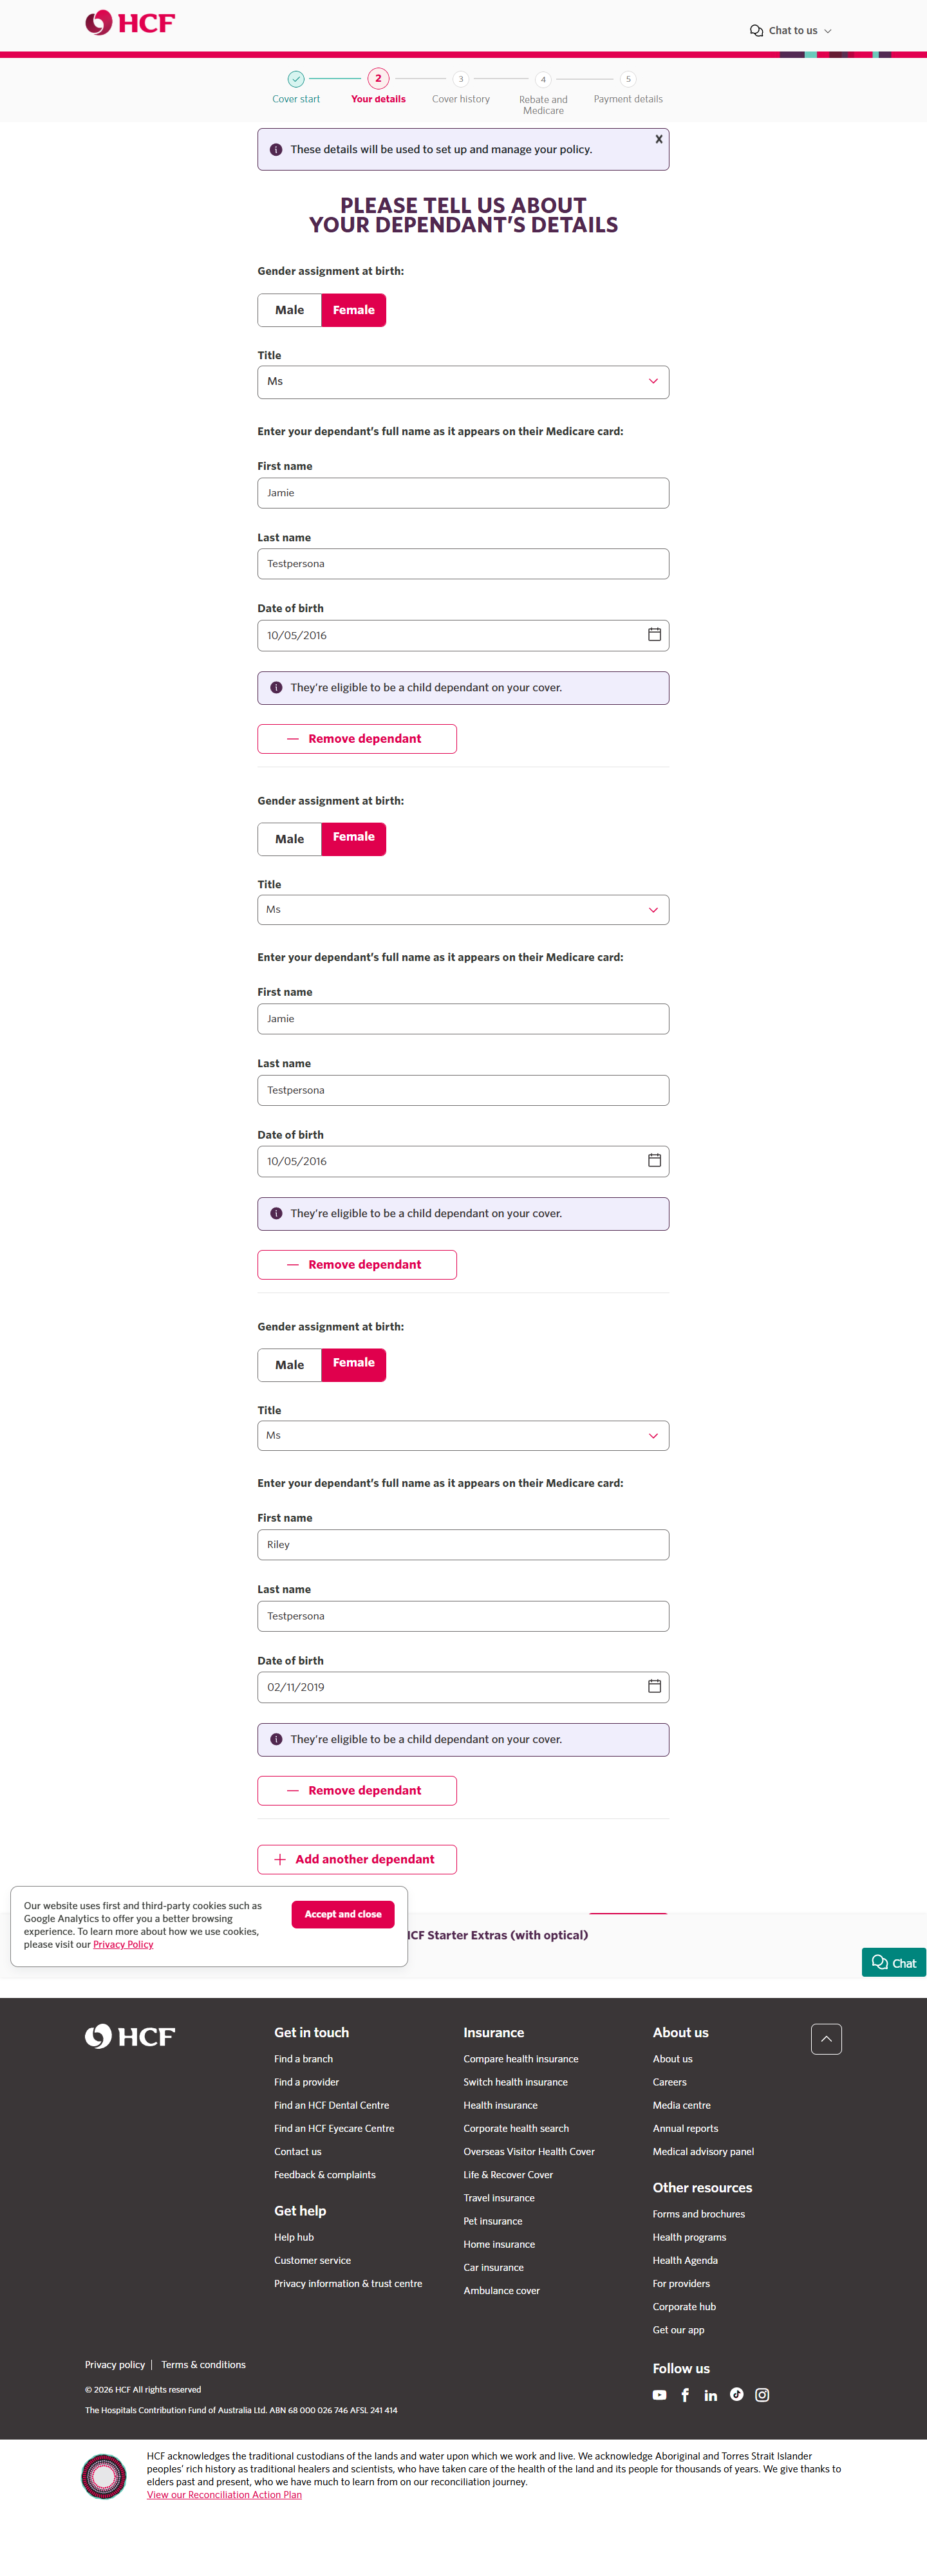 HCF
Chat to us
2
3
4
5
Cover start
Your details
Cover history
Rebate and
Medicare
Payment details
These details will be used to set up and manage your policy.
X
PLEASE TELL US ABOUT
YOUR DEPENDANT’S DETAILS
Gender assignment at birth:
Male
Female
Title
Ms
Enter your dependant’s full name as it appears on their Medicare card:
First name
Jamie
Last name
Testpersona
Date of birth
10/05/2016
They’re eligible to be a child dependant on your cover.
Remove dependant
Gender assignment at birth:
Male
Female
Title
Ms
Enter your dependant’s full name as it appears on their Medicare card:
First name
Jamie
Last name
Testpersona
Date of birth
10/05/2016
They’re eligible to be a child dependant on your cover.
Remove dependant
Gender assignment at birth:
Male
Female
Title
Ms
Enter your dependant’s full name as it appears on their Medicare card:
First name
Riley
Last name
Testpersona
Date of birth
02/11/2019
They’re eligible to be a child dependant on your cover.
Remove dependant
Add another dependant
Our website uses first and third-party cookies such as
Google Analytics to offer you a better browsing
experience. To learn more about how we use cookies,
please visit our Privacy Policy
Accept and close
HCF Starter Extras (with optical)
Chat
HCF
Get in touch
Find a branch
Find a provider
Find an HCF Dental Centre
Find an HCF Eyecare Centre
Contact us
Feedback & complaints
Get help
Help hub
Customer service
Privacy information & trust centre
Insurance
Compare health insurance
Switch health insurance
Health insurance
Corporate health search
Overseas Visitor Health Cover
Life & Recover Cover
Travel insurance
Pet insurance
Home insurance
Car insurance
Ambulance cover
About us
About us
Careers
Media centre
Annual reports
Medical advisory panel
Other resources
Forms and brochures
Health programs
Health Agenda
For providers
Corporate hub
Get our app
Follow us
Privacy policy | Terms & conditions
© 2026 HCF All rights reserved
The Hospitals Contribution Fund of Australia Ltd. ABN 68 000 026 746 AFSL 241 414
HCF acknowledges the traditional custodians of the lands and water upon which we work and live. We acknowledge Aboriginal and Torres Strait Islander
peoples’ rich history as traditional healers and scientists, who have taken care of the health of the land and its people for thousands of years. We give thanks to
elders past and present, who we have much to learn from on our reconciliation journey.
View our Reconciliation Action Plan